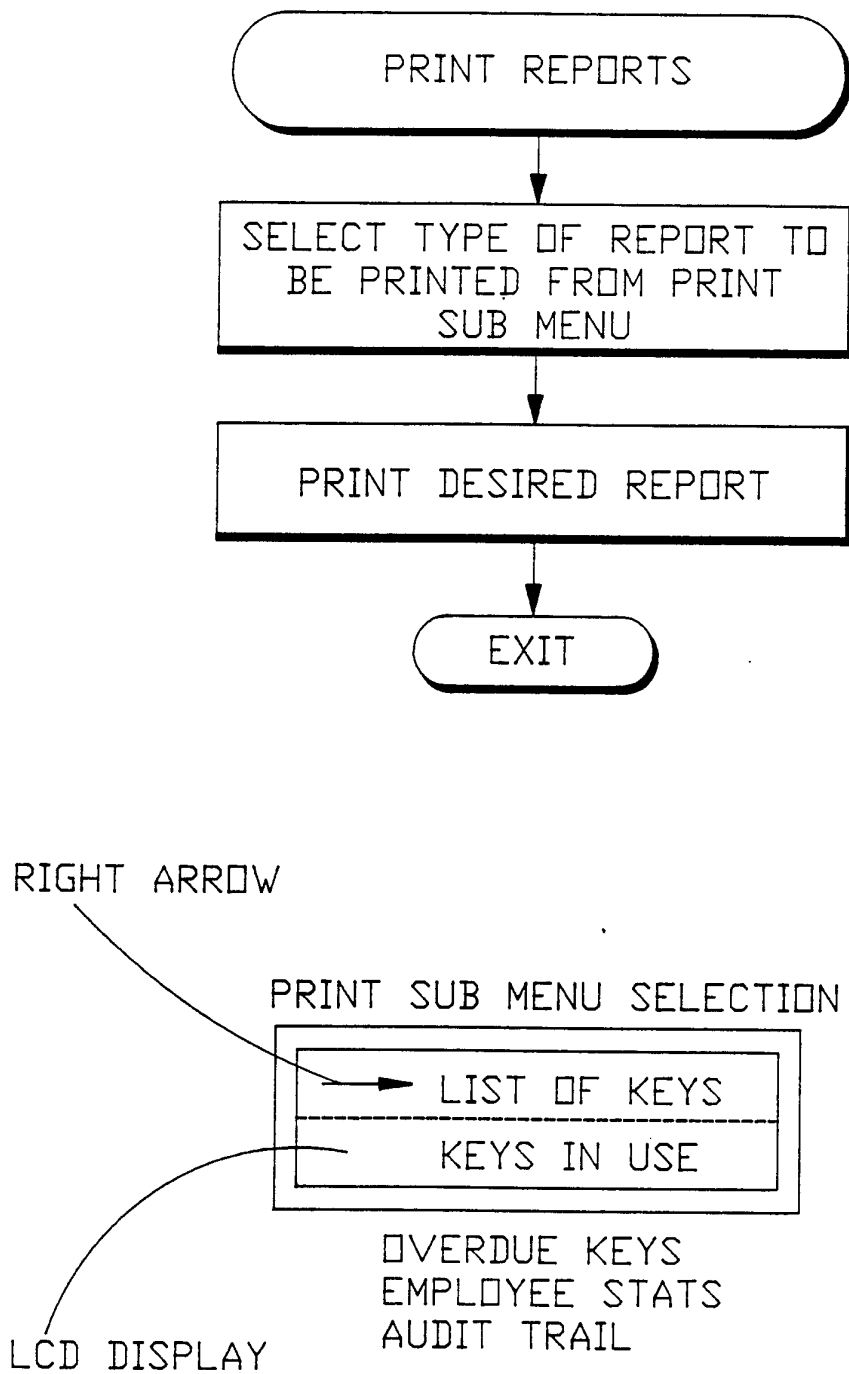 PRINT REPORTS
SELECT TYPE OF REPORT TO
BE PRINTED FROM PRINT
SUB MENU
PRINT DESIRED REPORT
EXIT
RIGHT ARROW
PRINT SUB MENU SELECTION
LIST OF KEYS
KEYS IN USE
OVERDUE KEYS
EMPLOYEE STATS
AUDIT TRAIL
LCD DISPLAY